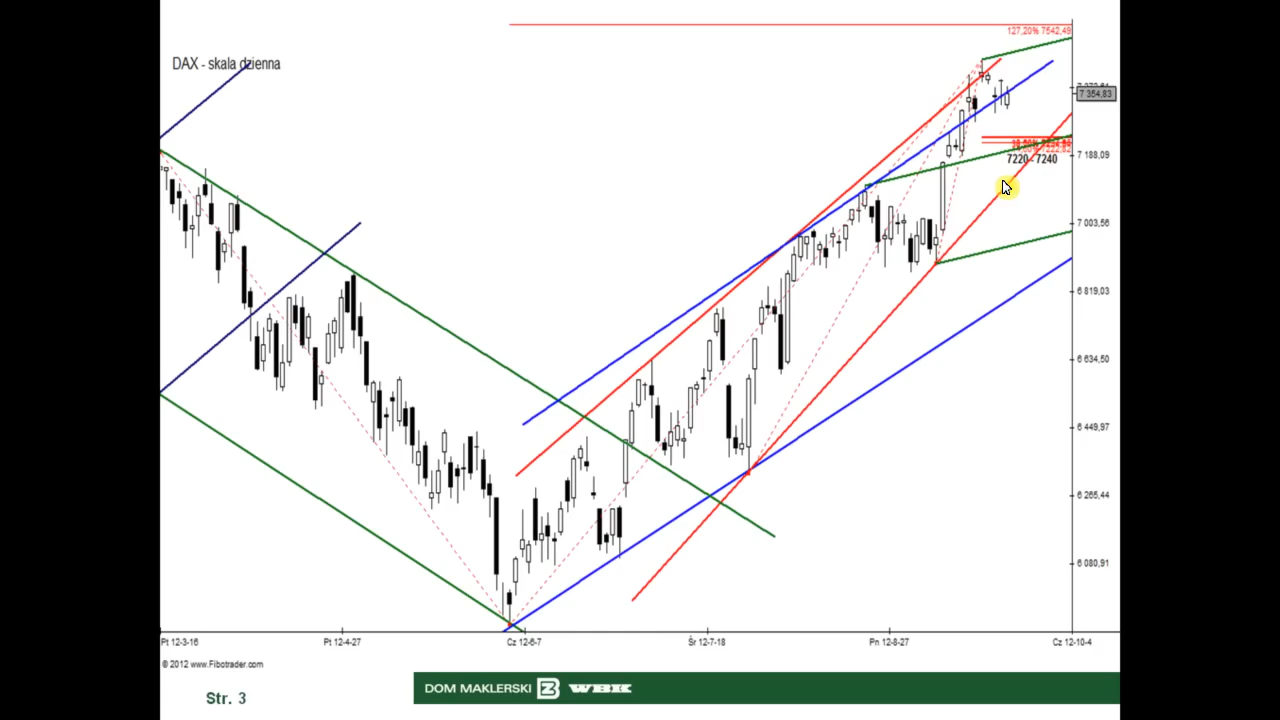 127,20% 7542,49
DAX - skala dzienna
7 354,83
7 188,09
7220 - 7240
7 003,56
6 819,03
6 634,50
6 449,97
6 265,44
6 080,91
Pt 12-3-16
Pt 12-4-27
Cz 12-6-7
Śr 12-7-18
Pn 12-8-27
Cz 12-10-4
© 2012 www.Fibotrader.com
DOM MAKLERSKI BZ WBK
Str. 3